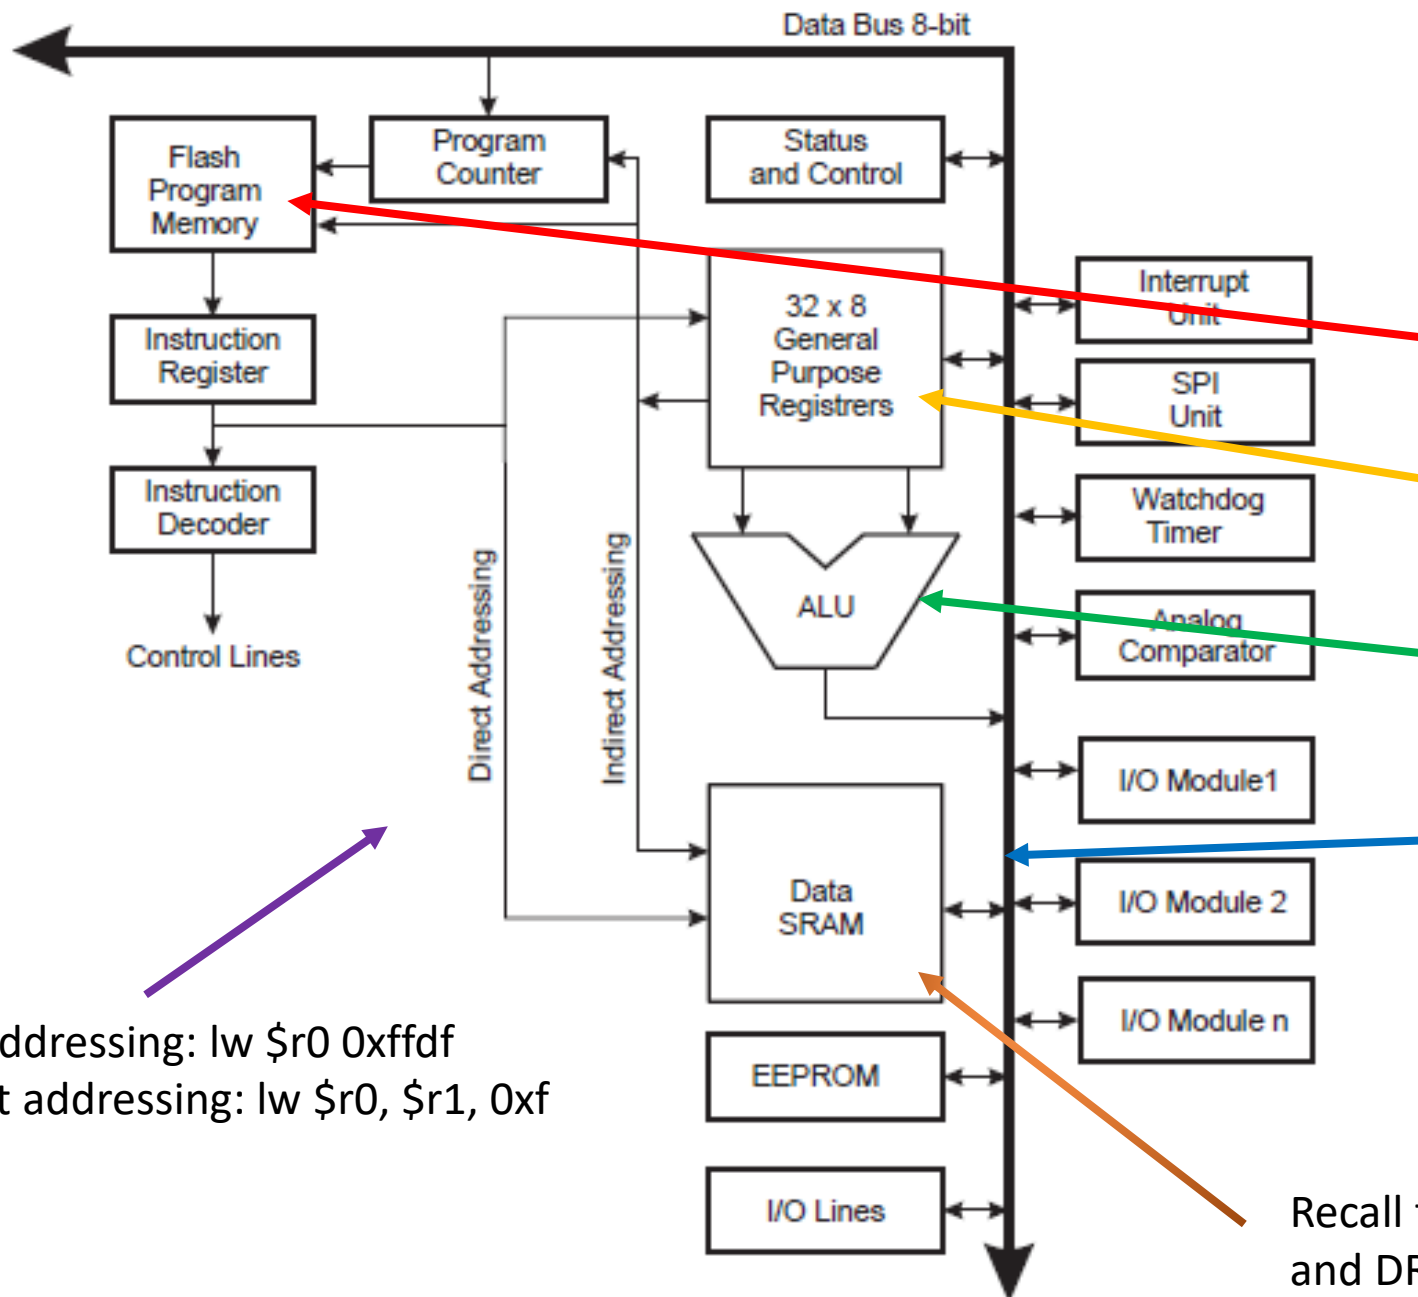 Data Bus 8-bit
Flash
Program
Memory
Program
Counter
Status
and Control
Instruction
Register
32 x 8
General
Purpose
Registrers
Interrupt
Unit
SPI
Unit
Instruction
Decoder
Watchdog
Timer
Control Lines
Direct Addressing
Indirect Addressing
ALU
Analog
Comparator
I/O Module1
Data
SRAM
I/O Module 2
I/O Module n
ddressing: lw $r0 0xffdf
t addressing: lw $r0, $r1, 0xf
EEPROM
I/O Lines
Recall
and DR